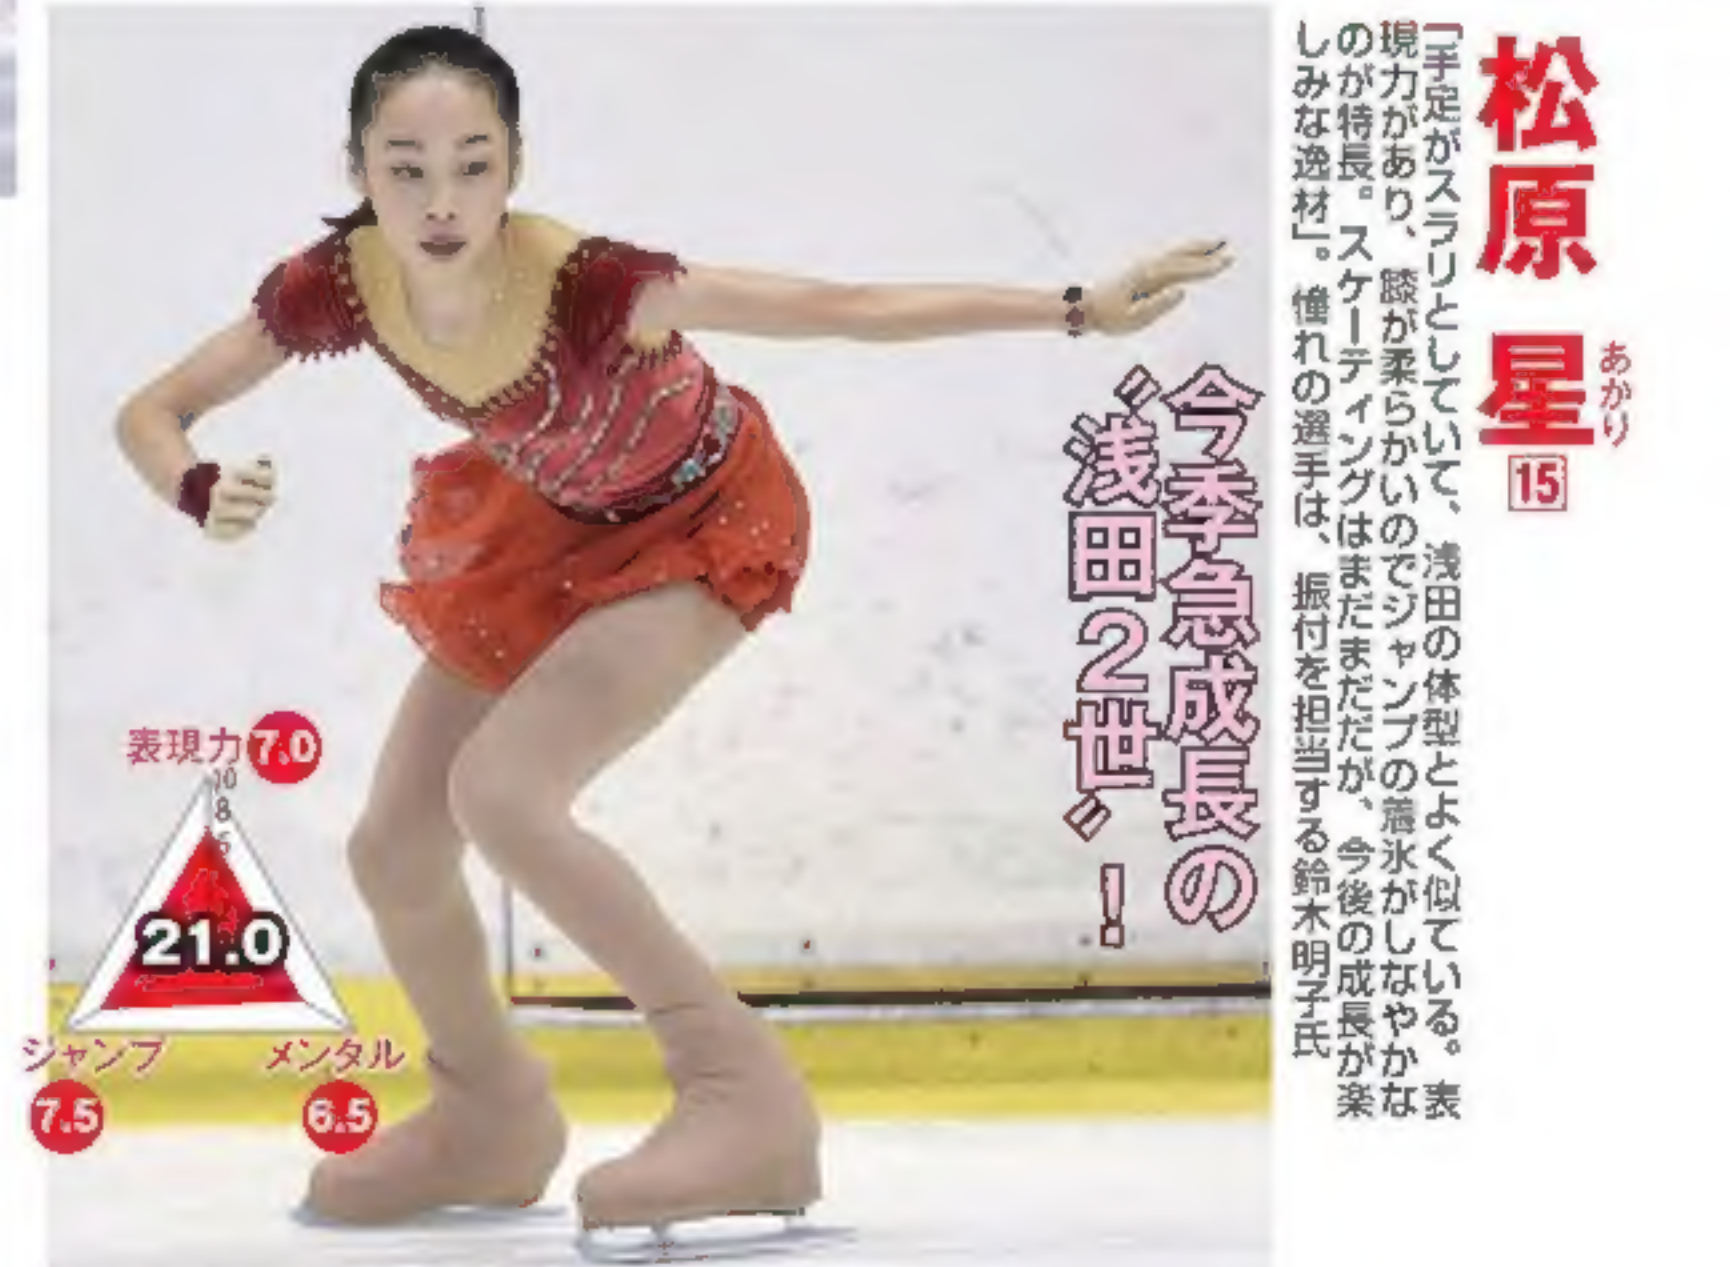 松原 星
あかり
15
「手足がスラリとしていて、浅田の体型とよく似ている。表
現力があり、膝が柔らかいのでジャンプの着氷がしなやかな
のが特長。スケーティングはまだまだだが、今後の成長が楽
しみな逸材」。憧れの選手は、振付を担当する鈴木明子氏
今季急成長の
〝浅田2世〟!
表現力 7.0
10
8
6
21.0
ジャンプ
メンタル
7.5
6.5